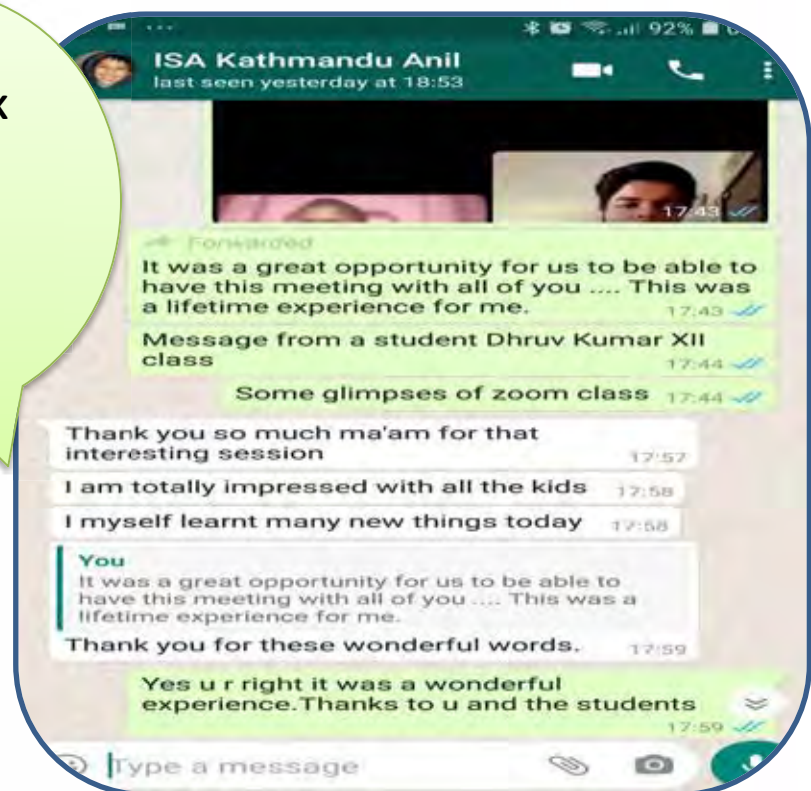 92%
ISA Kathmandu Anil
last seen yesterday at 18:53
17:43
Forwarded
It was a great opportunity for us to be able to
have this meeting with all of you .... This was
a lifetime experience for me.
17:43
Message from a student Dhruv Kumar XII
class
17:44
Some glimpses of zoom class 17:44
Thank you so much ma'am for that
interesting session
17:57
I am totally impressed with all the kids 17:58
I myself learnt many new things today 17:58
You
It was a great opportunity for us to be able to
have this meeting with all of you .... This was a
lifetime experience for me.
Thank you for these wonderful words. 17:59
Yes u r right it was a wonderful
experience.Thanks to u and the students
17:59
Type a message